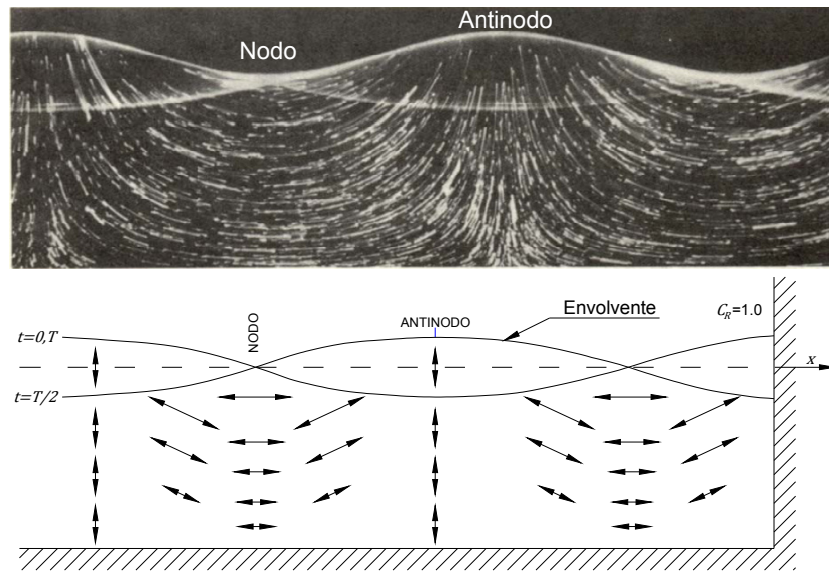 Antinodo
Nodo
Envolvente
C_R=1.0
t=0,T
NODO
ANTINODO
x
t=T/2